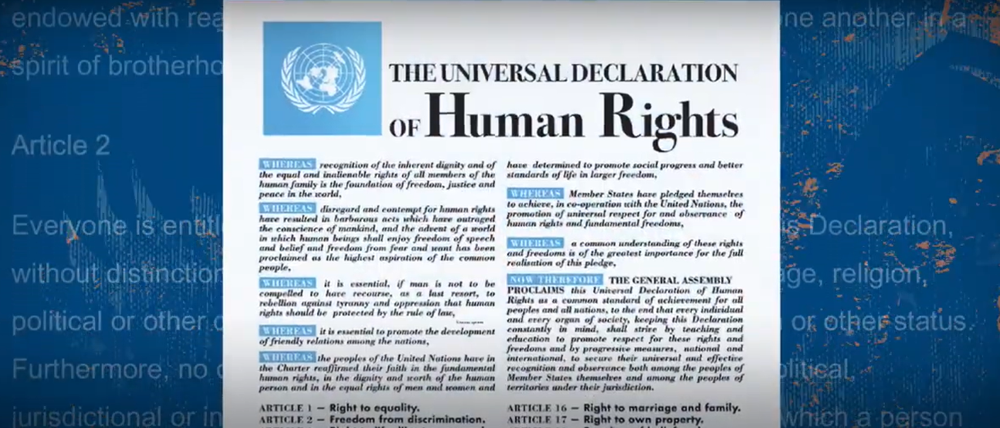 endowed with rea
spirit of brotherho
Article 2
Everyone is entitl
without distinction
political or other
Furthermore, no
jurisdictional or in
THE UNIVERSAL DECLARATION
OF Human Rights
WHEREAS recognition of the inherent dignity and of
the equal and inalienable rights of all members of the
human family is the foundation of freedom, justice and
peace in the world,
WHEREAS disregard and contempt for human rights
have resulted in barbarous acts which have outraged
the conscience of mankind, and the advent of a world
in which human beings shall enjoy freedom of speech
and belief and freedom from fear and want has been
proclaimed as the highest aspiration of the common
people,
WHEREAS it is essential, if man is not to be
compelled to have recourse, as a last resort, to
rebellion against tyranny and oppression that human
rights should be protected by the rule of law,
WHEREAS it is essential to promote the development
of friendly relations among the nations,
WHEREAS the peoples of the United Nations have in
the Charter reaffirmed their faith in the fundamental
human rights, in the dignity and worth of the human
person and in the equal rights of men and women and
have determined to promote social progress and better
standards of life in larger freedom,
WHEREAS Member States have pledged themselves
to achieve, in co-operation with the United Nations, the
promotion of universal respect for and observance of
human rights and fundamental freedoms,
WHEREAS a common understanding of these rights
and freedoms is of the greatest importance for the full
realisation of this pledge,
NOW THEREFORE THE GENERAL ASSEMBLY
PROCLAIMS this Universal Declaration of Human
Rights as a common standard of achievement for all
peoples and all nations, to the end that every individual
and every organ of society, keeping this Declaration
constantly in mind, shall strive by teaching and
education to promote respect for these rights and
freedoms and by progressive measures, national and
international, to secure their universal and effective
recognition and observance both among the peoples of
Member States themselves and among the peoples of
territories under their jurisdiction.
ARTICLE 1 — Right to equality.
ARTICLE 2 — Freedom from discrimination.
ARTICLE 16 — Right to marriage and family.
ARTICLE 17 — Right to own property.
ne another in a
s Declaration,
age, religion,
or other status.
olitical,
which a person